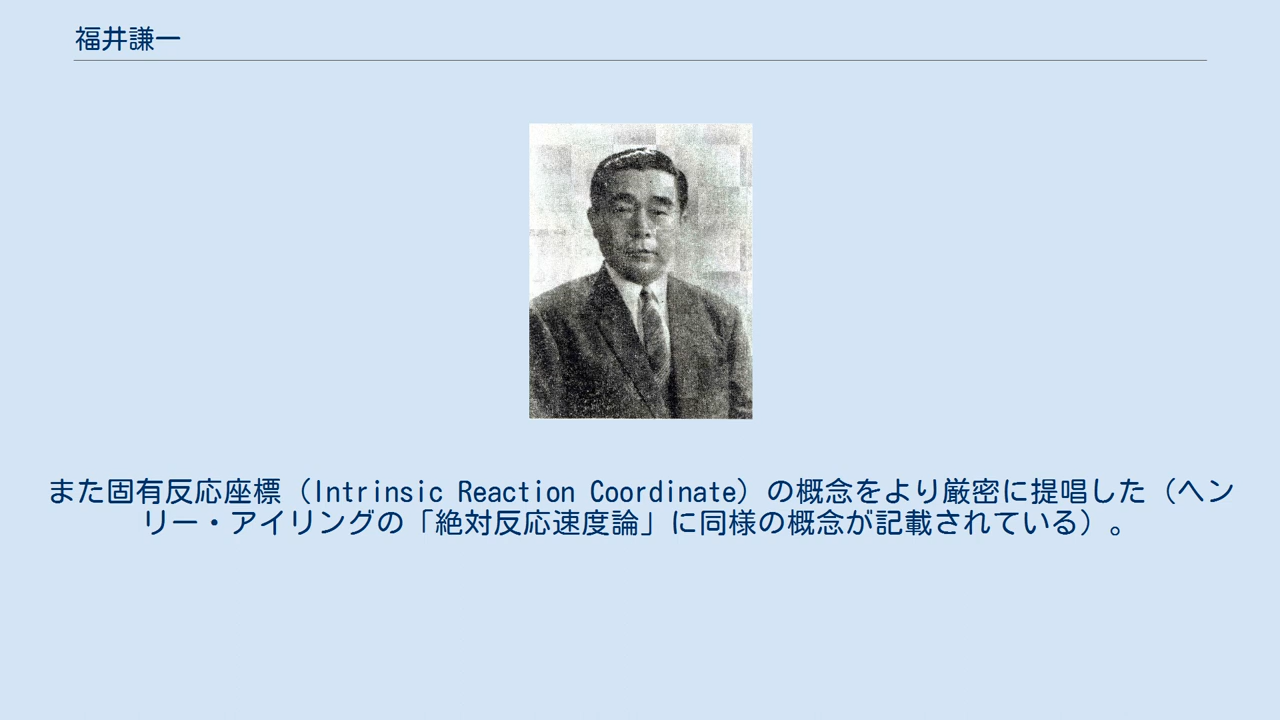 福井謙一
また固有反応座標（Intrinsic Reaction Coordinate）の概念をより厳密に提唱した（ヘン
リー・アイリングの「絶対反応速度論」に同様の概念が記載されている）。